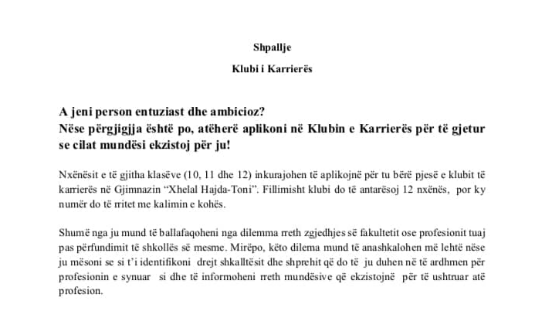 Shpallje
Klubi i Karrierës
A jeni person entuziast dhe ambicioz?
Nëse përgjigjja është po, atëherë aplikoni në Klubin e Karrierës për të gjetur
se cilat mundësi ekzistoj për ju!
Nxënësit e të gjitha klasëve (10, 11 dhe 12) inkurajohen të aplikojnë për tu bërë pjesë e klubit të
karrierës në Gjimnazin “Xhelal Hajda-Toni”. Fillimisht klubi do të antarësoj 12 nxënës, por ky
numër do të rritet me kalimin e kohës.
Shumë nga ju mund të ballafaqoheni nga dilemma rreth zgjedhjes së fakultetit ose profesionit tuaj
pas përfundimit të shkollës së mesme. Mirëpo, këto dilema mund të anashkalohen më lehtë nëse
ju mësoni se si t’i identifikoni drejt shkalltësit dhe shprehit që do të ju duhen në të ardhmen për
profesionin e synuar si dhe të informoheni rreth mundësive që ekzistojnë për të ushtruar atë
profesion.